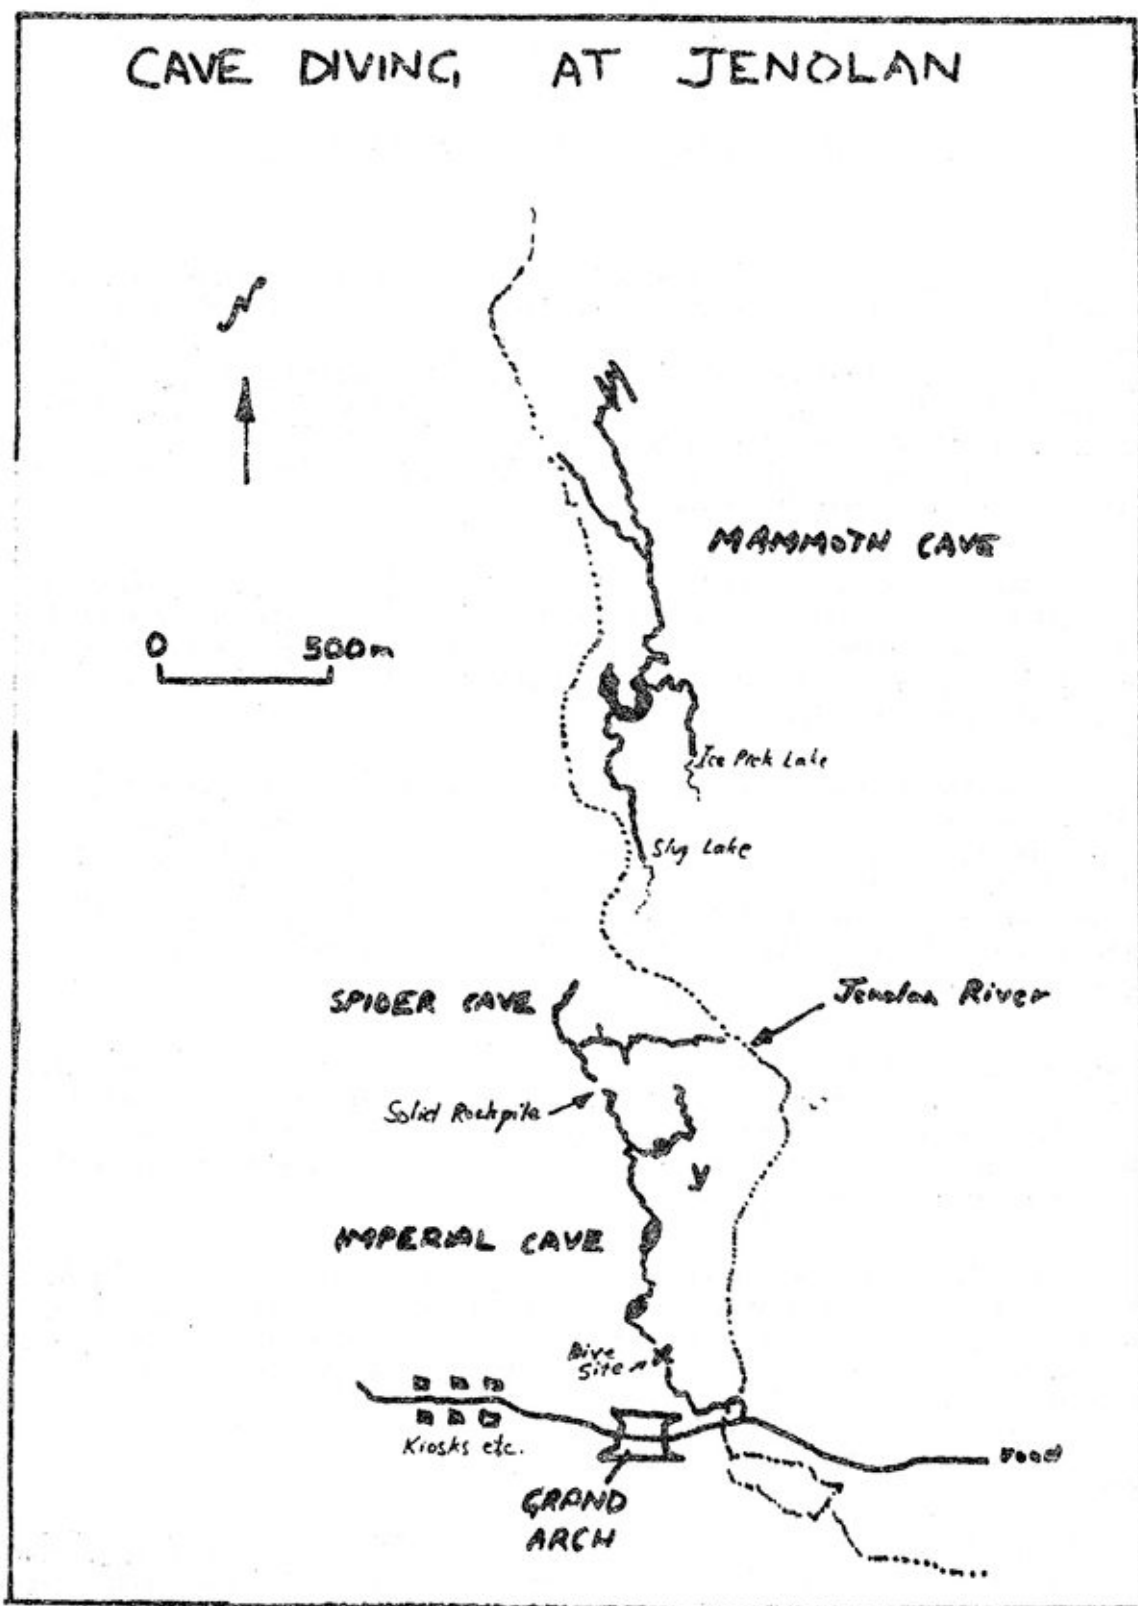 CAVE DIVING AT JENOLAN
N
MAMMOTH CAVE
0 500m
Ice Pick Lake
Slug Lake
SPIDER CAVE
Jenolan River
Solid Rockpile
IMPERIAL CAVE
Dive
Site
Kiosks etc.
ROAD
GRAND
ARCH